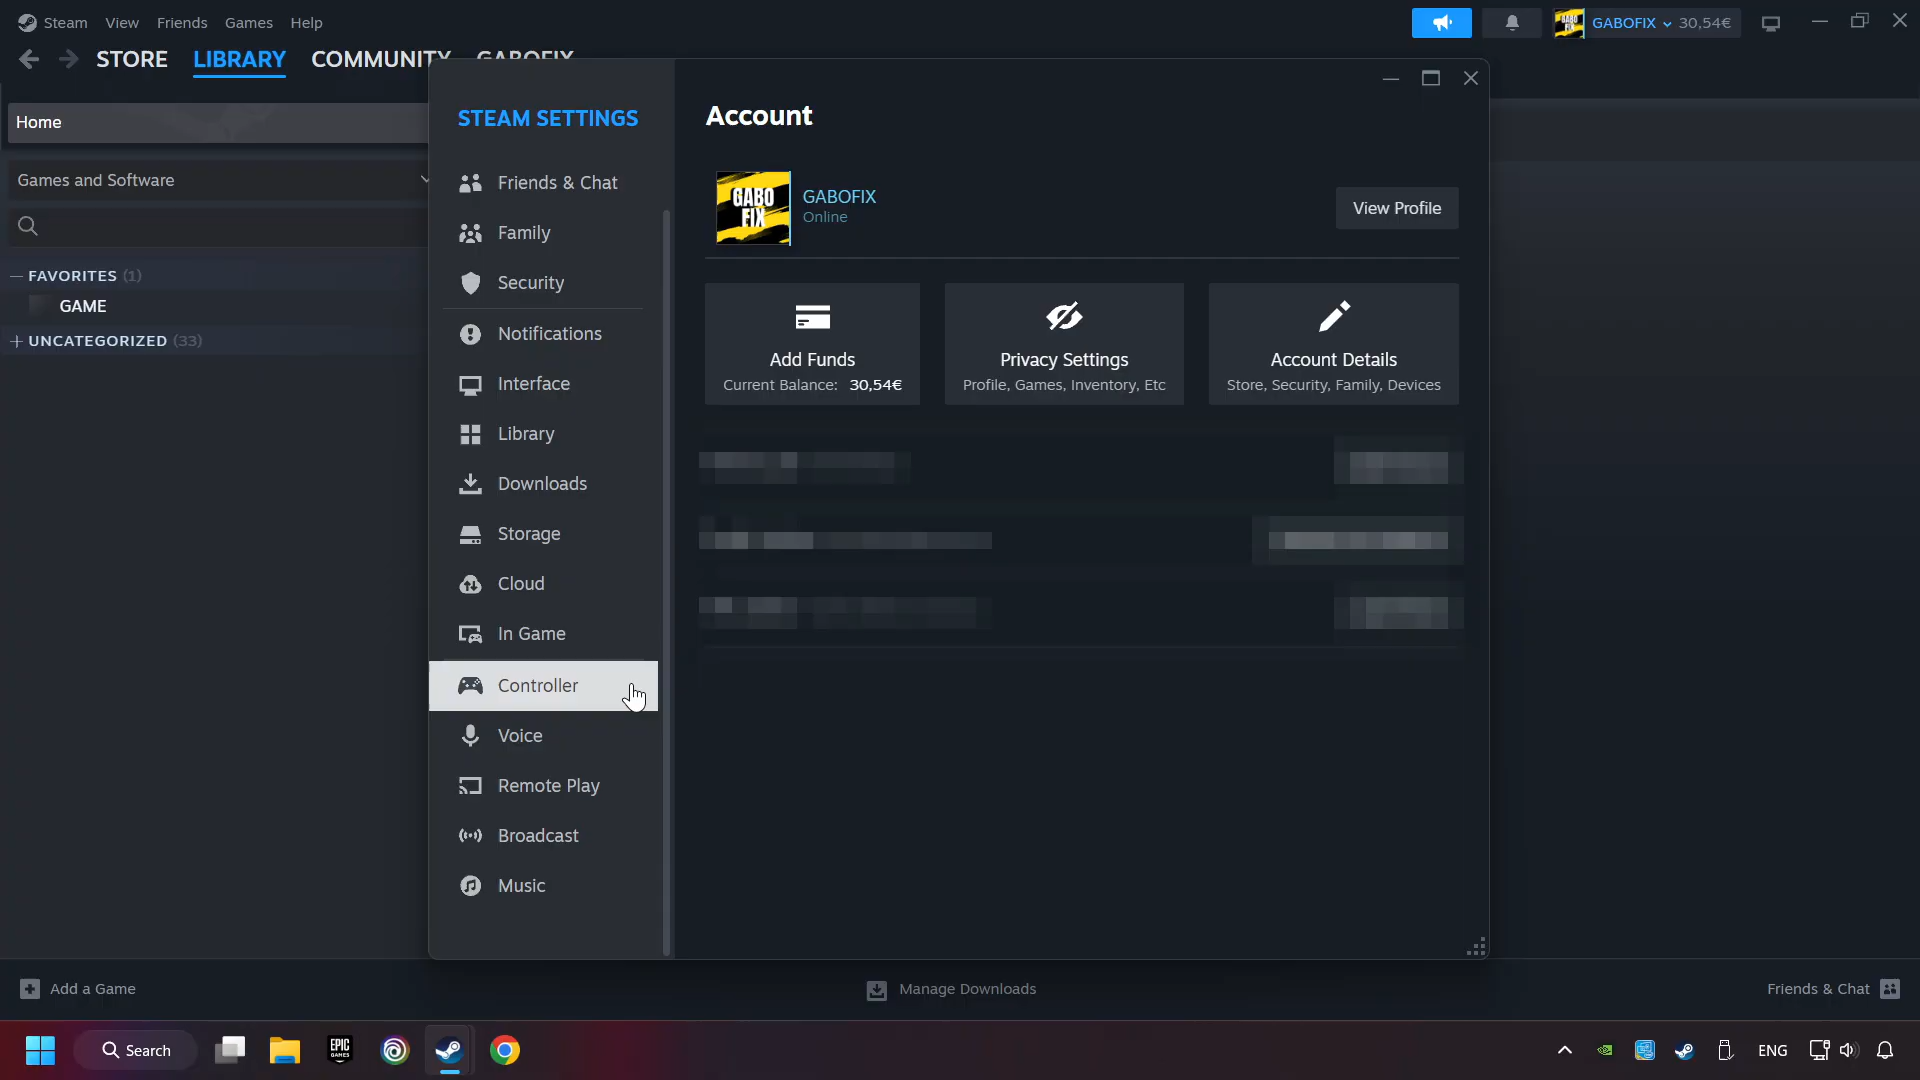 Steam View Friends Games Help
GABOFIX 30,54€
STORE LIBRARY COMMUNITY GABOFIX
Home
Games and Software
FAVORITES (1)
GAME
UNCATEGORIZED (33)
STEAM SETTINGS
Friends & Chat
Family
Security
Notifications
Interface
Library
Downloads
Storage
Cloud
In Game
Controller
Voice
Remote Play
Broadcast
Music
Account
GABO
FIX
GABOFIX
Online
View Profile
Add Funds
Current Balance: 30,54€
Privacy Settings
Profile, Games, Inventory, Etc
Account Details
Store, Security, Family, Devices
Add a Game
Manage Downloads
Friends & Chat
Search
EPIC
GAMES
ENG